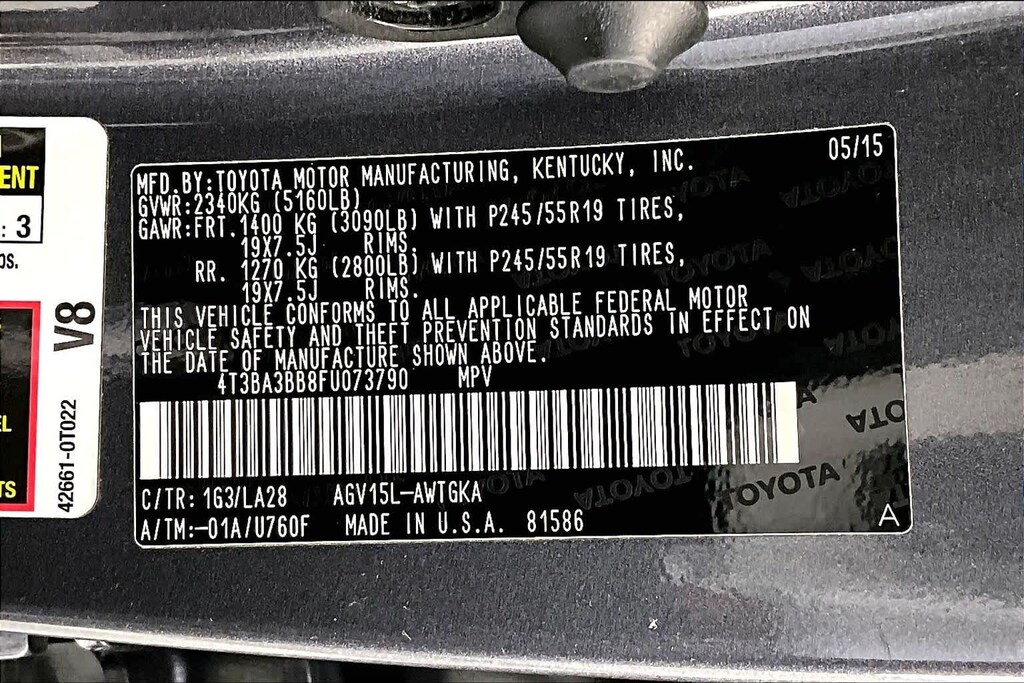 ENT
: 3
V8
42661-0T022
TS
MFD.BY:TOYOTA MOTOR MANUFACTURING, KENTUCKY, INC. 05/15
GVWR:2340KG (5160LB)
GAWR:FRT.1400 KG (3090LB) WITH P245/55R19 TIRES,
19X7.5J RIMS.
RR. 1270 KG (2800LB) WITH P245/55R19 TIRES,
19X7.5J RIMS.
THIS VEHICLE CONFORMS TO ALL APPLICABLE FEDERAL MOTOR
VEHICLE SAFETY AND THEFT PREVENTION STANDARDS IN EFFECT ON
THE DATE OF MANUFACTURE SHOWN ABOVE.
4T3BA3BB8FU073790 MPV
C/TR: 1G3/LA28 AGV15L-AWTGKA
A/TM:-01A/U760F MADE IN U.S.A. 81586
TOYOTA
A